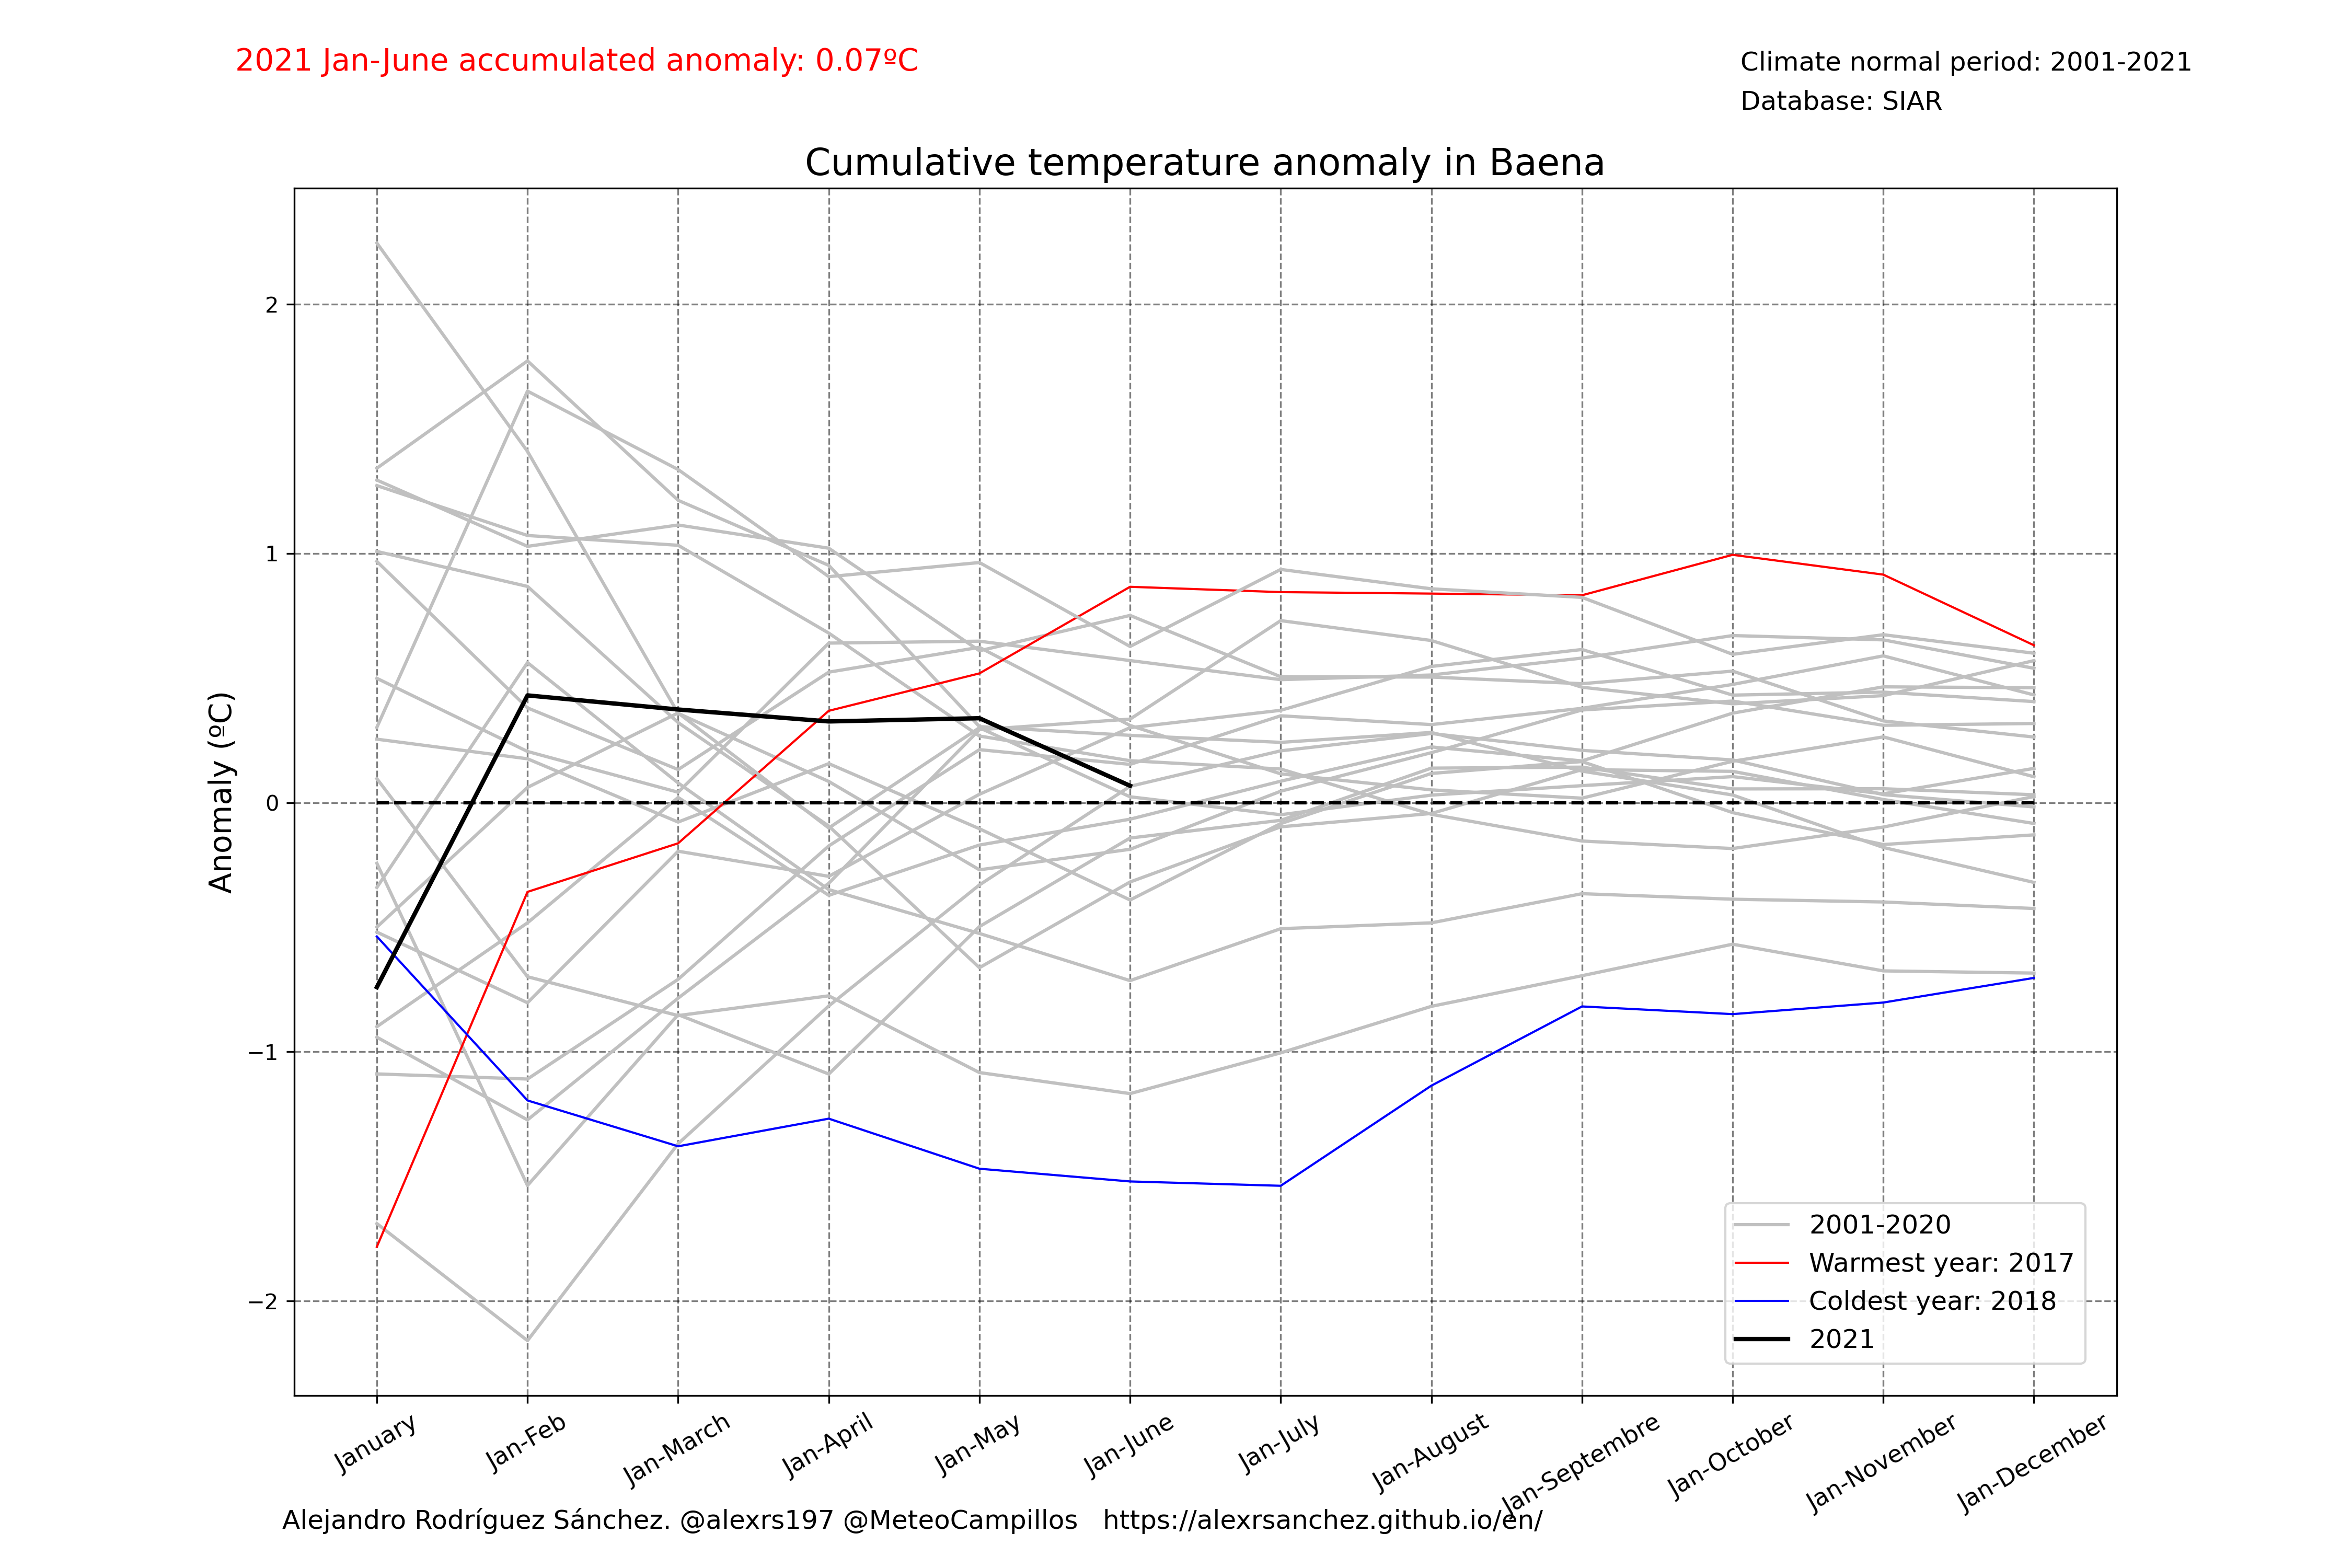 2021 Jan-June accumulated anomaly: 0.07ºC
Climate normal period: 2001-2021
Database: SIAR
Cumulative temperature anomaly in Baena
Anomaly (ºC)
2
1
0
−1
−2
January
Jan-Feb
Jan-March
Jan-April
Jan-May
Jan-June
Jan-July
Jan-August
Jan-Septembre
Jan-October
Jan-November
Jan-December
2001-2020
Warmest year: 2017
Coldest year: 2018
2021
Alejandro Rodríguez Sánchez. @alexrs197 @MeteoCampillos https://alexrsanchez.github.io/en/